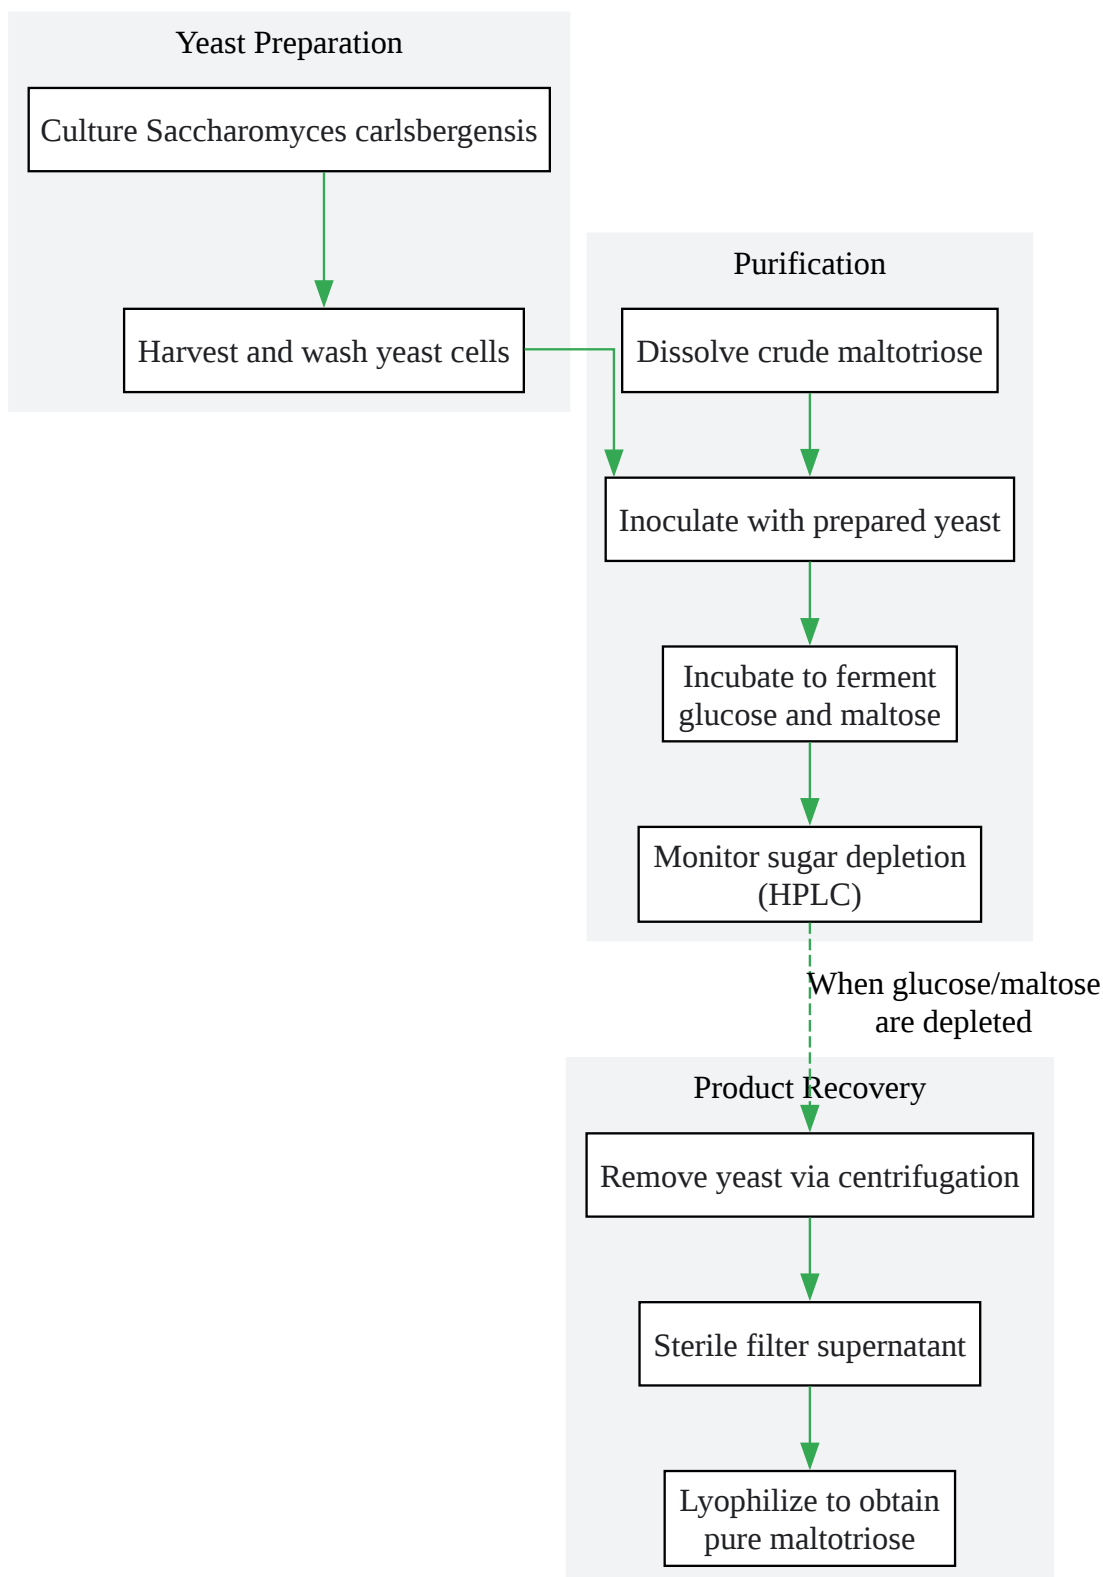 Yeast Preparation
Culture Saccharomyces carlsbergensis
Harvest and wash yeast cells
Purification
Dissolve crude maltotriose
Inoculate with prepared yeast
Incubate to ferment
glucose and maltose
Monitor sugar depletion
(HPLC)
When glucose/maltose
are depleted
Product Recovery
Remove yeast via centrifugation
Sterile filter supernatant
Lyophilize to obtain
pure maltotriose